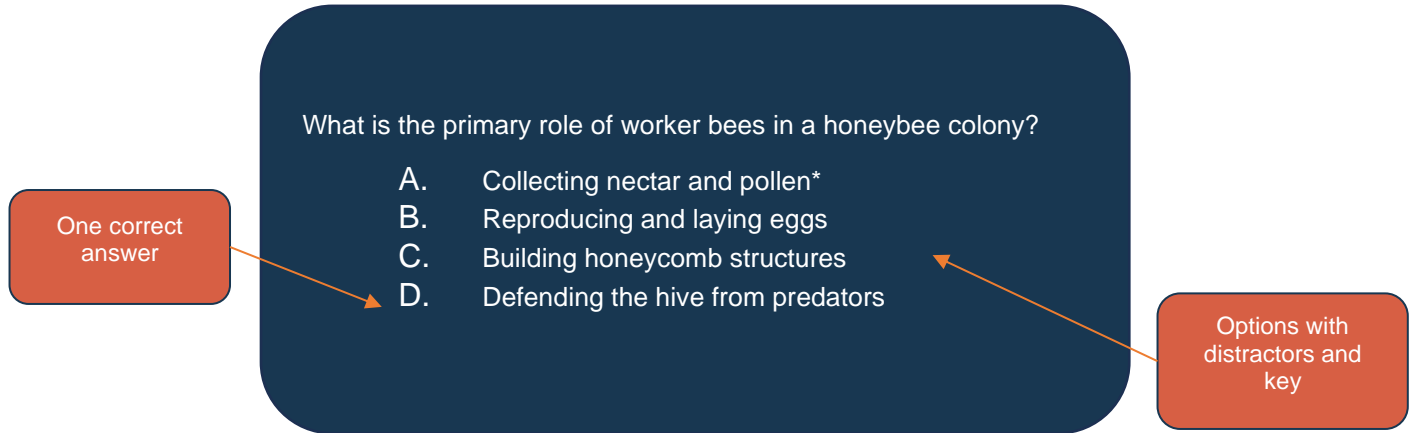 What is the primary role of worker bees in a honeybee colony?
A. Collecting nectar and pollen*
B. Reproducing and laying eggs
C. Building honeycomb structures
D. Defending the hive from predators
One correct
answer
Options with
distractors and
key